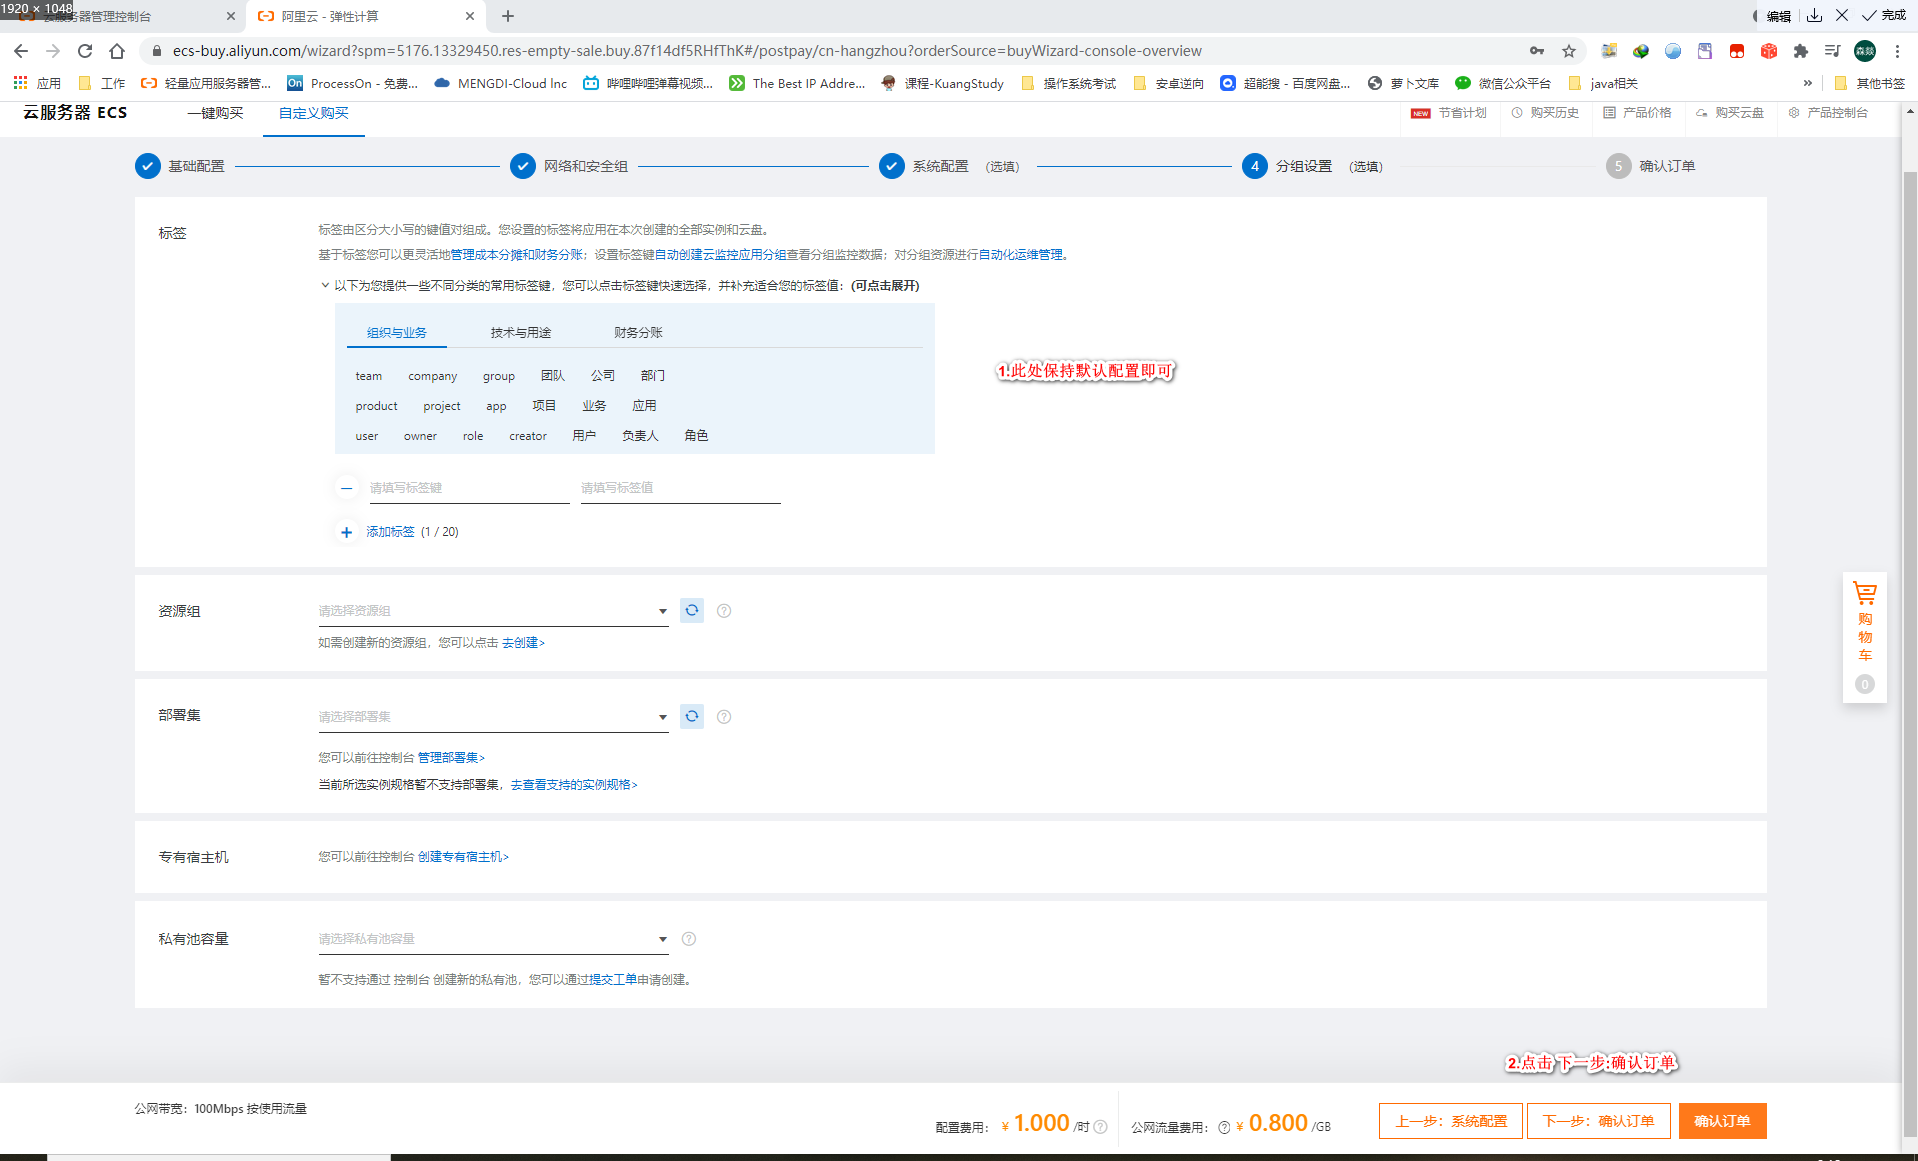 1920 × 1048
云服务器管理控制台
阿里云 - 弹性计算
编辑
完成
ecs-buy.aliyun.com/wizard?spm=5176.13329450.res-empty-sale.buy.87f14df5RHfThK#/postpay/cn-hangzhou?orderSource=buyWizard-console-overview
森燚
应用
工作
轻量应用服务器管...
On
ProcessOn - 免费...
MENGDI-Cloud lnc
哔哩哔哩弹幕视频...
The Best IP Addre...
课程-KuangStudy
操作系统考试
安卓逆向
超能搜 - 百度网盘...
萝卜文库
微信公众平台
java相关
»
其他书签
云服务器 ECS
一键购买
自定义购买
NEW
节省计划
购买历史
产品价格
购买云盘
产品控制台
基础配置
网络和安全组
系统配置 (选填)
4 分组设置 (选填)
5 确认订单
标签
标签由区分大小写的键值对组成。您设置的标签将应用在本次创建的全部实例和云盘。
基于标签您可以更灵活地管理成本分摊和财务分账；设置标签键自动创建云监控应用分组查看分组监控数据；对分组资源进行自动化运维管理。
以下为您提供一些不同分类的常用标签键，您可以点击标签键快速选择，并补充适合您的标签值：(可点击展开)
组织与业务 技术与用途 财务分账
team company group 团队 公司 部门
product project app 项目 业务 应用
user owner role creator 用户 负责人 角色
1.此处保持默认配置即可
请填写标签键 请填写标签值
添加标签 (1 / 20)
资源组
请选择资源组
如需创建新的资源组，您可以点击 去创建>
部署集
请选择部署集
您可以前往控制台 管理部署集>
当前所选实例规格暂不支持部署集，去查看支持的实例规格>
专有宿主机
您可以前往控制台 创建专有宿主机>
私有池容量
请选择私有池容量
暂不支持通过 控制台 创建新的私有池，您可以通过提交工单申请创建。
购
物
车
0
2.点击 下一步:确认订单
公网带宽：100Mbps 按使用流量
配置费用：¥ 1.000 /时
公网流量费用：¥ 0.800 /GB
上一步：系统配置
下一步：确认订单
确认订单